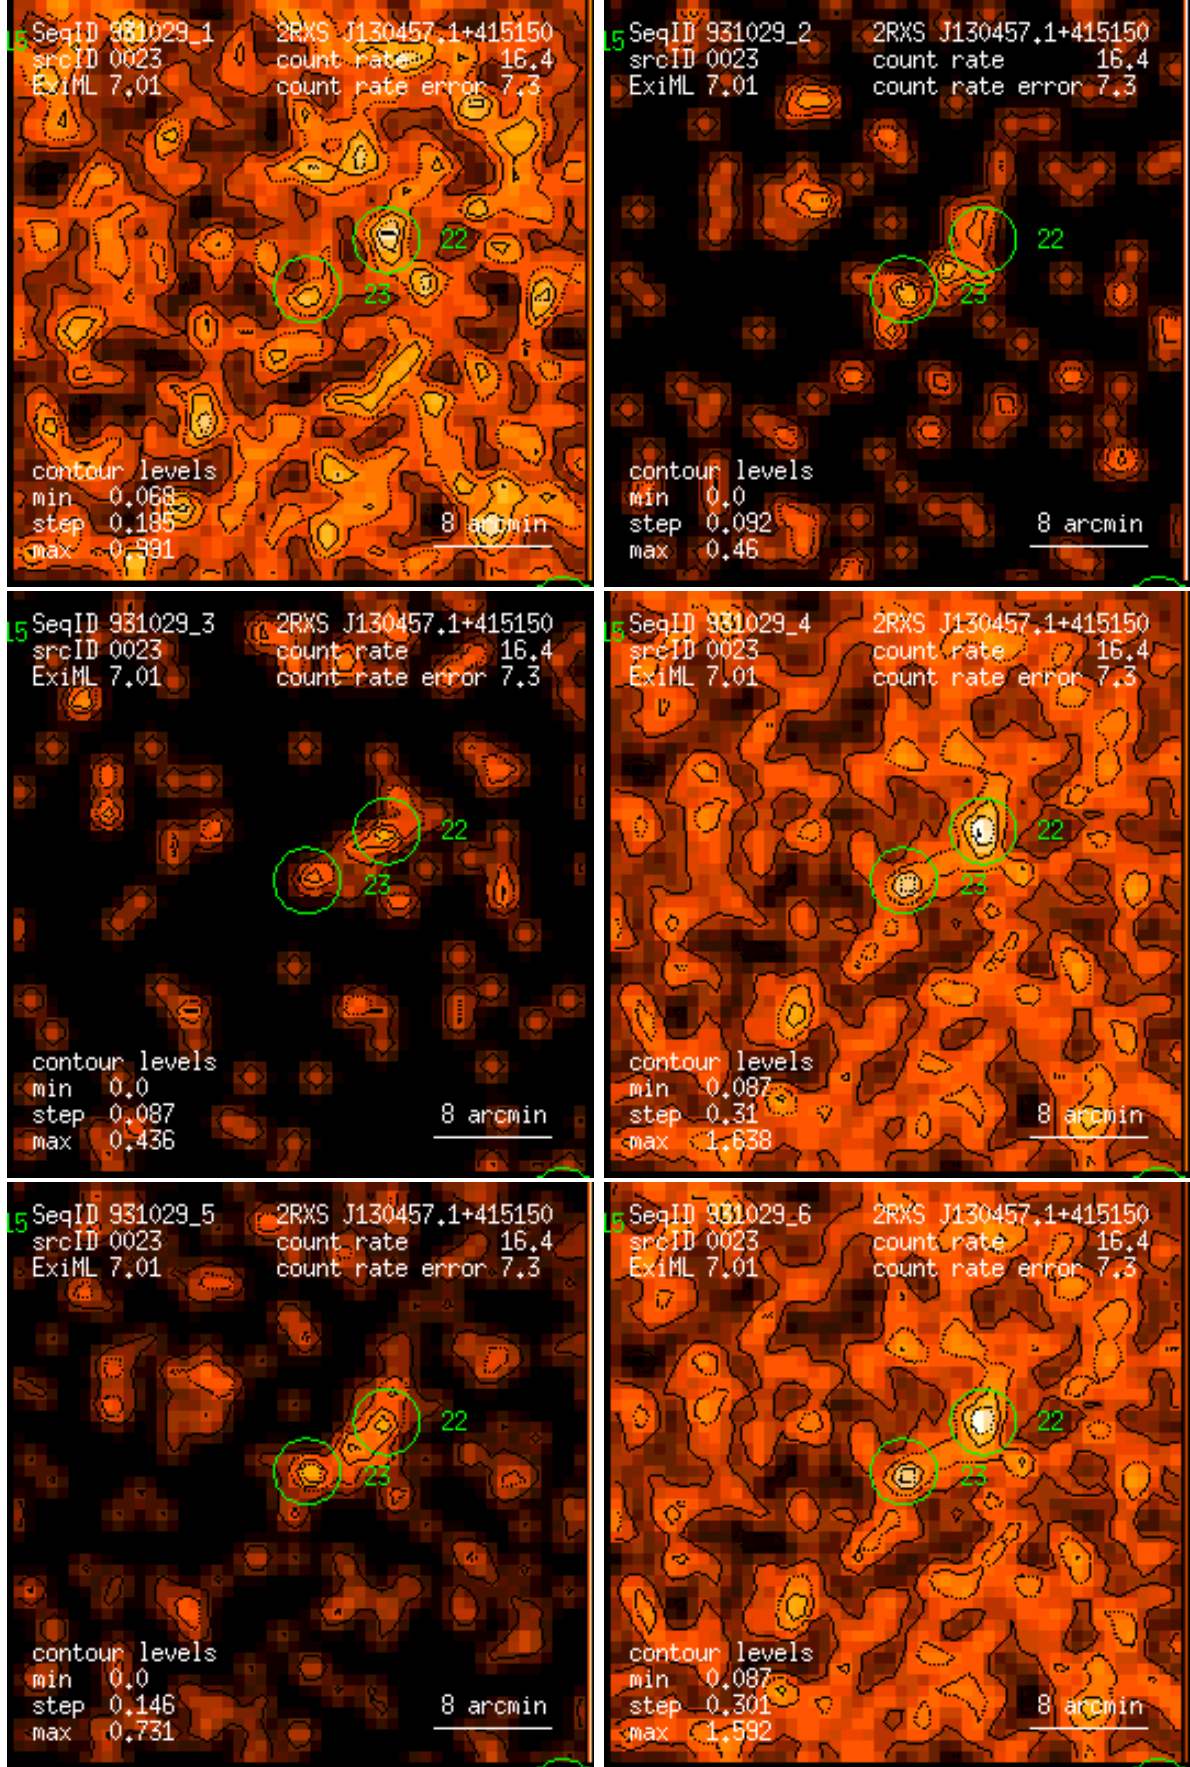 SeqID 931029_1 2RXS J130457.1+415150
15 srcID 0023 count rate 16.4
ExiML 7.01 count rate error 7.3
22
23
contour levels
min 0.068
step 0.185 8 arcmin
max 0.991
SeqID 931029_2 2RXS J130457.1+415150
15 srcID 0023 count rate 16.4
ExiML 7.01 count rate error 7.3
22
23
contour levels
min 0.0
step 0.092 8 arcmin
max 0.46
SeqID 931029_3 2RXS J130457.1+415150
15 srcID 0023 count rate 16.4
ExiML 7.01 count rate error 7.3
22
23
contour levels
min 0.0
step 0.087 8 arcmin
max 0.436
SeqID 931029_4 2RXS J130457.1+415150
15 srcID 0023 count rate 16.4
ExiML 7.01 count rate error 7.3
22
23
contour levels
min 0.087
step 0.31 8 arcmin
max 1.638
SeqID 931029_5 2RXS J130457.1+415150
15 srcID 0023 count rate 16.4
ExiML 7.01 count rate error 7.3
22
23
contour levels
min 0.0
step 0.146 8 arcmin
max 0.731
SeqID 931029_6 2RXS J130457.1+415150
15 srcID 0023 count rate 16.4
ExiML 7.01 count rate error 7.3
22
23
contour levels
min 0.087
step 0.301 8 arcmin
max 1.592